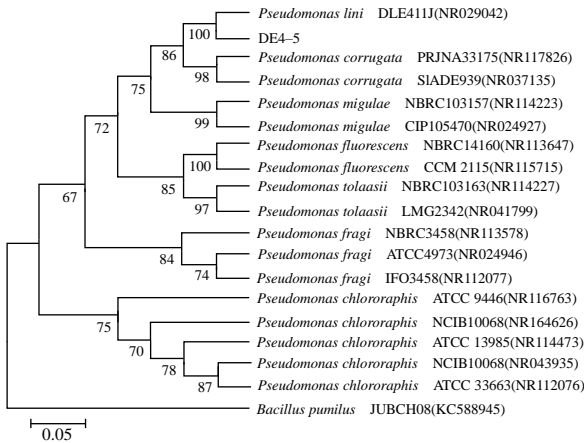 Pseudomonas lini DLE411J(NR029042)
100
DE4–5
86
Pseudomonas corrugata PRJNA33175(NR117826)
98
Pseudomonas corrugata SlADE939(NR037135)
75
Pseudomonas migulae NBRC103157(NR114223)
72
99
Pseudomonas migulae CIP105470(NR024927)
Pseudomonas fluorescens NBRC14160(NR113647)
100
Pseudomonas fluorescens CCM 2115(NR115715)
85
Pseudomonas tolaasii NBRC103163(NR114227)
67
97
Pseudomonas tolaasii LMG2342(NR041799)
Pseudomonas fragi NBRC3458(NR113578)
84
Pseudomonas fragi ATCC4973(NR024946)
74
Pseudomonas fragi IFO3458(NR112077)
Pseudomonas chlororaphis ATCC 9446(NR116763)
75
Pseudomonas chlororaphis NCIB10068(NR164626)
70
Pseudomonas chlororaphis ATCC 13985(NR114473)
78
Pseudomonas chlororaphis NCIB10068(NR043935)
87
Pseudomonas chlororaphis ATCC 33663(NR112076)
Bacillus pumilus JUBCH08(KC588945)
0.05